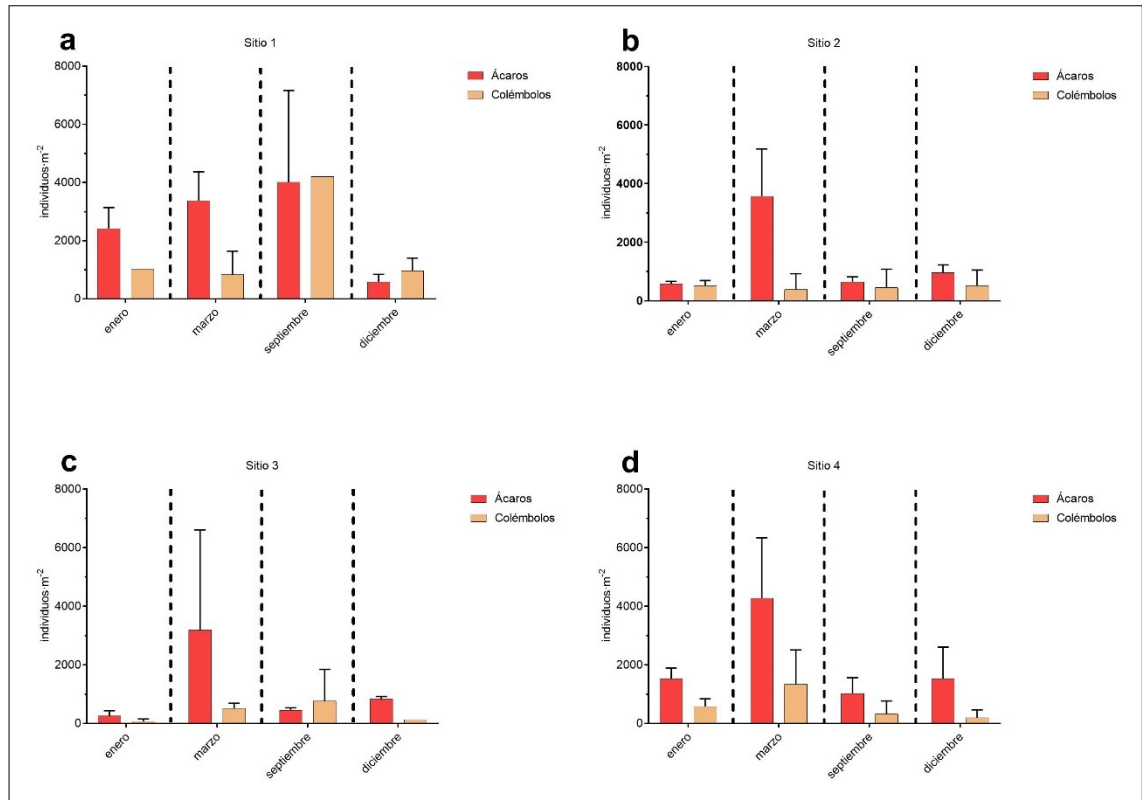 a
Sitio 1
8000
6000
4000
2000
0
individuos·m⁻²
enero
marzo
septiembre
diciembre
Ácaros
Colémbolos
b
Sitio 2
8000
6000
4000
2000
0
individuos·m⁻²
enero
marzo
septiembre
diciembre
Ácaros
Colémbolos
c
Sitio 3
8000
6000
4000
2000
0
individuos·m⁻²
enero
marzo
septiembre
diciembre
Ácaros
Colémbolos
d
Sitio 4
8000
6000
4000
2000
0
individuos·m⁻²
enero
marzo
septiembre
diciembre
Ácaros
Colémbolos